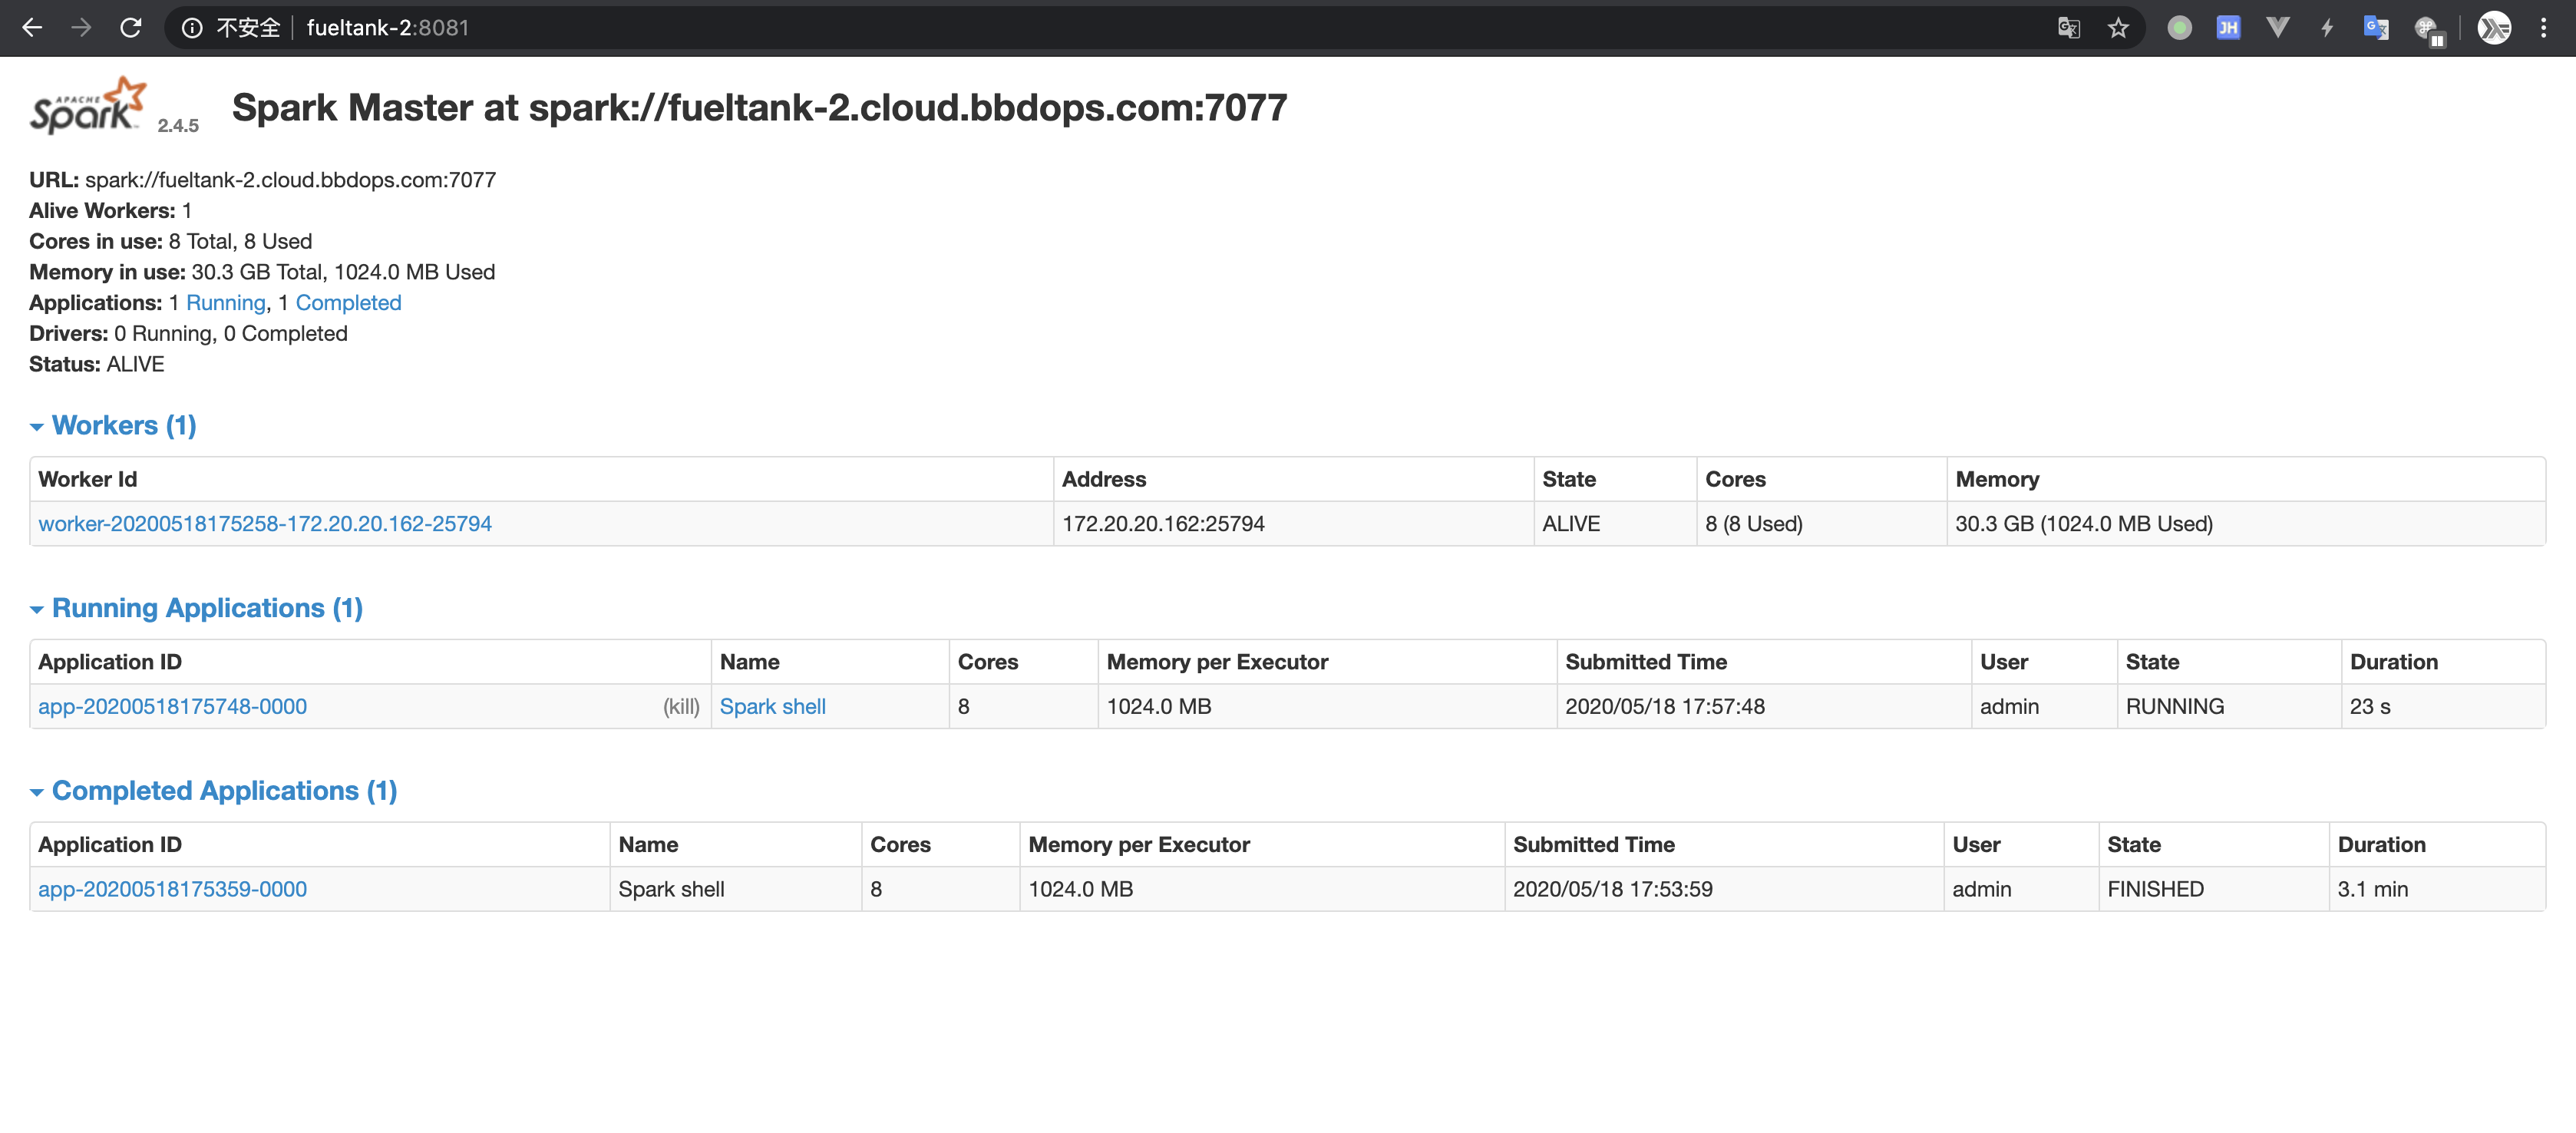 不安全 fueltank-2:8081
JH
APACHE Spark 2.4.5 Spark Master at spark://fueltank-2.cloud.bbdops.com:7077
URL: spark://fueltank-2.cloud.bbdops.com:7077
Alive Workers: 1
Cores in use: 8 Total, 8 Used
Memory in use: 30.3 GB Total, 1024.0 MB Used
Applications: 1 Running, 1 Completed
Drivers: 0 Running, 0 Completed
Status: ALIVE
Workers (1)
Worker Id Address State Cores Memory
worker-20200518175258-172.20.20.162-25794 172.20.20.162:25794 ALIVE 8 (8 Used) 30.3 GB (1024.0 MB Used)
Running Applications (1)
Application ID Name Cores Memory per Executor Submitted Time User State Duration
app-20200518175748-0000 (kill) Spark shell 8 1024.0 MB 2020/05/18 17:57:48 admin RUNNING 23 s
Completed Applications (1)
Application ID Name Cores Memory per Executor Submitted Time User State Duration
app-20200518175359-0000 Spark shell 8 1024.0 MB 2020/05/18 17:53:59 admin FINISHED 3.1 min